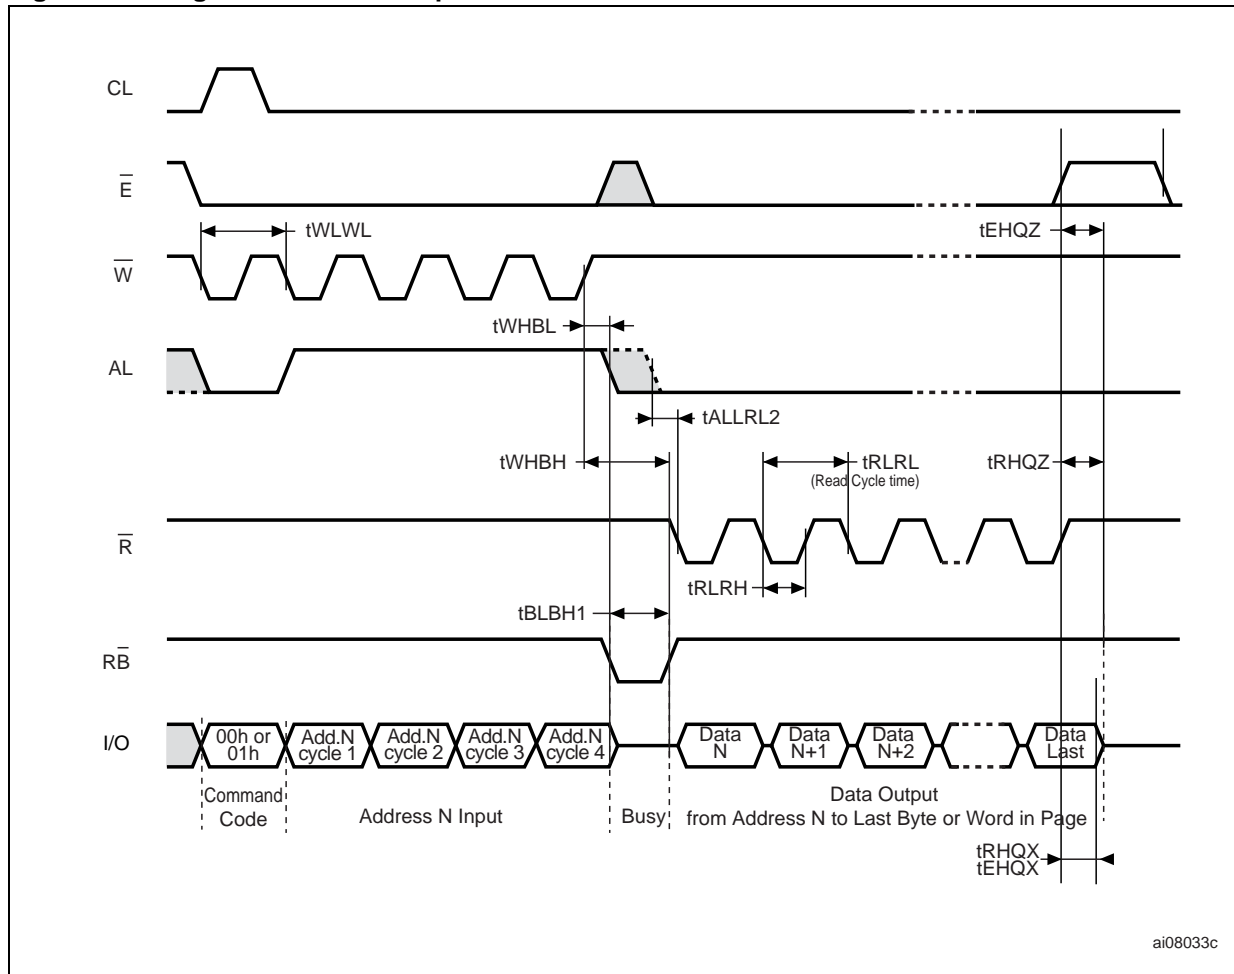 CL
E
tWLWL
tEHQZ
W
tWHBL
AL
tALLRL2
tWHBH
tRLRL
(Read Cycle time)
tRHQZ
R
tRLRH
tBLBH1
RB
I/O
00h or
01h
Add.N
cycle 1
Add.N
cycle 2
Add.N
cycle 3
Add.N
cycle 4
Data
N
Data
N+1
Data
N+2
Data
Last
Command
Code
Address N Input
Busy
Data Output
from Address N to Last Byte or Word in Page
tRHQX
tEHQX
ai08033c